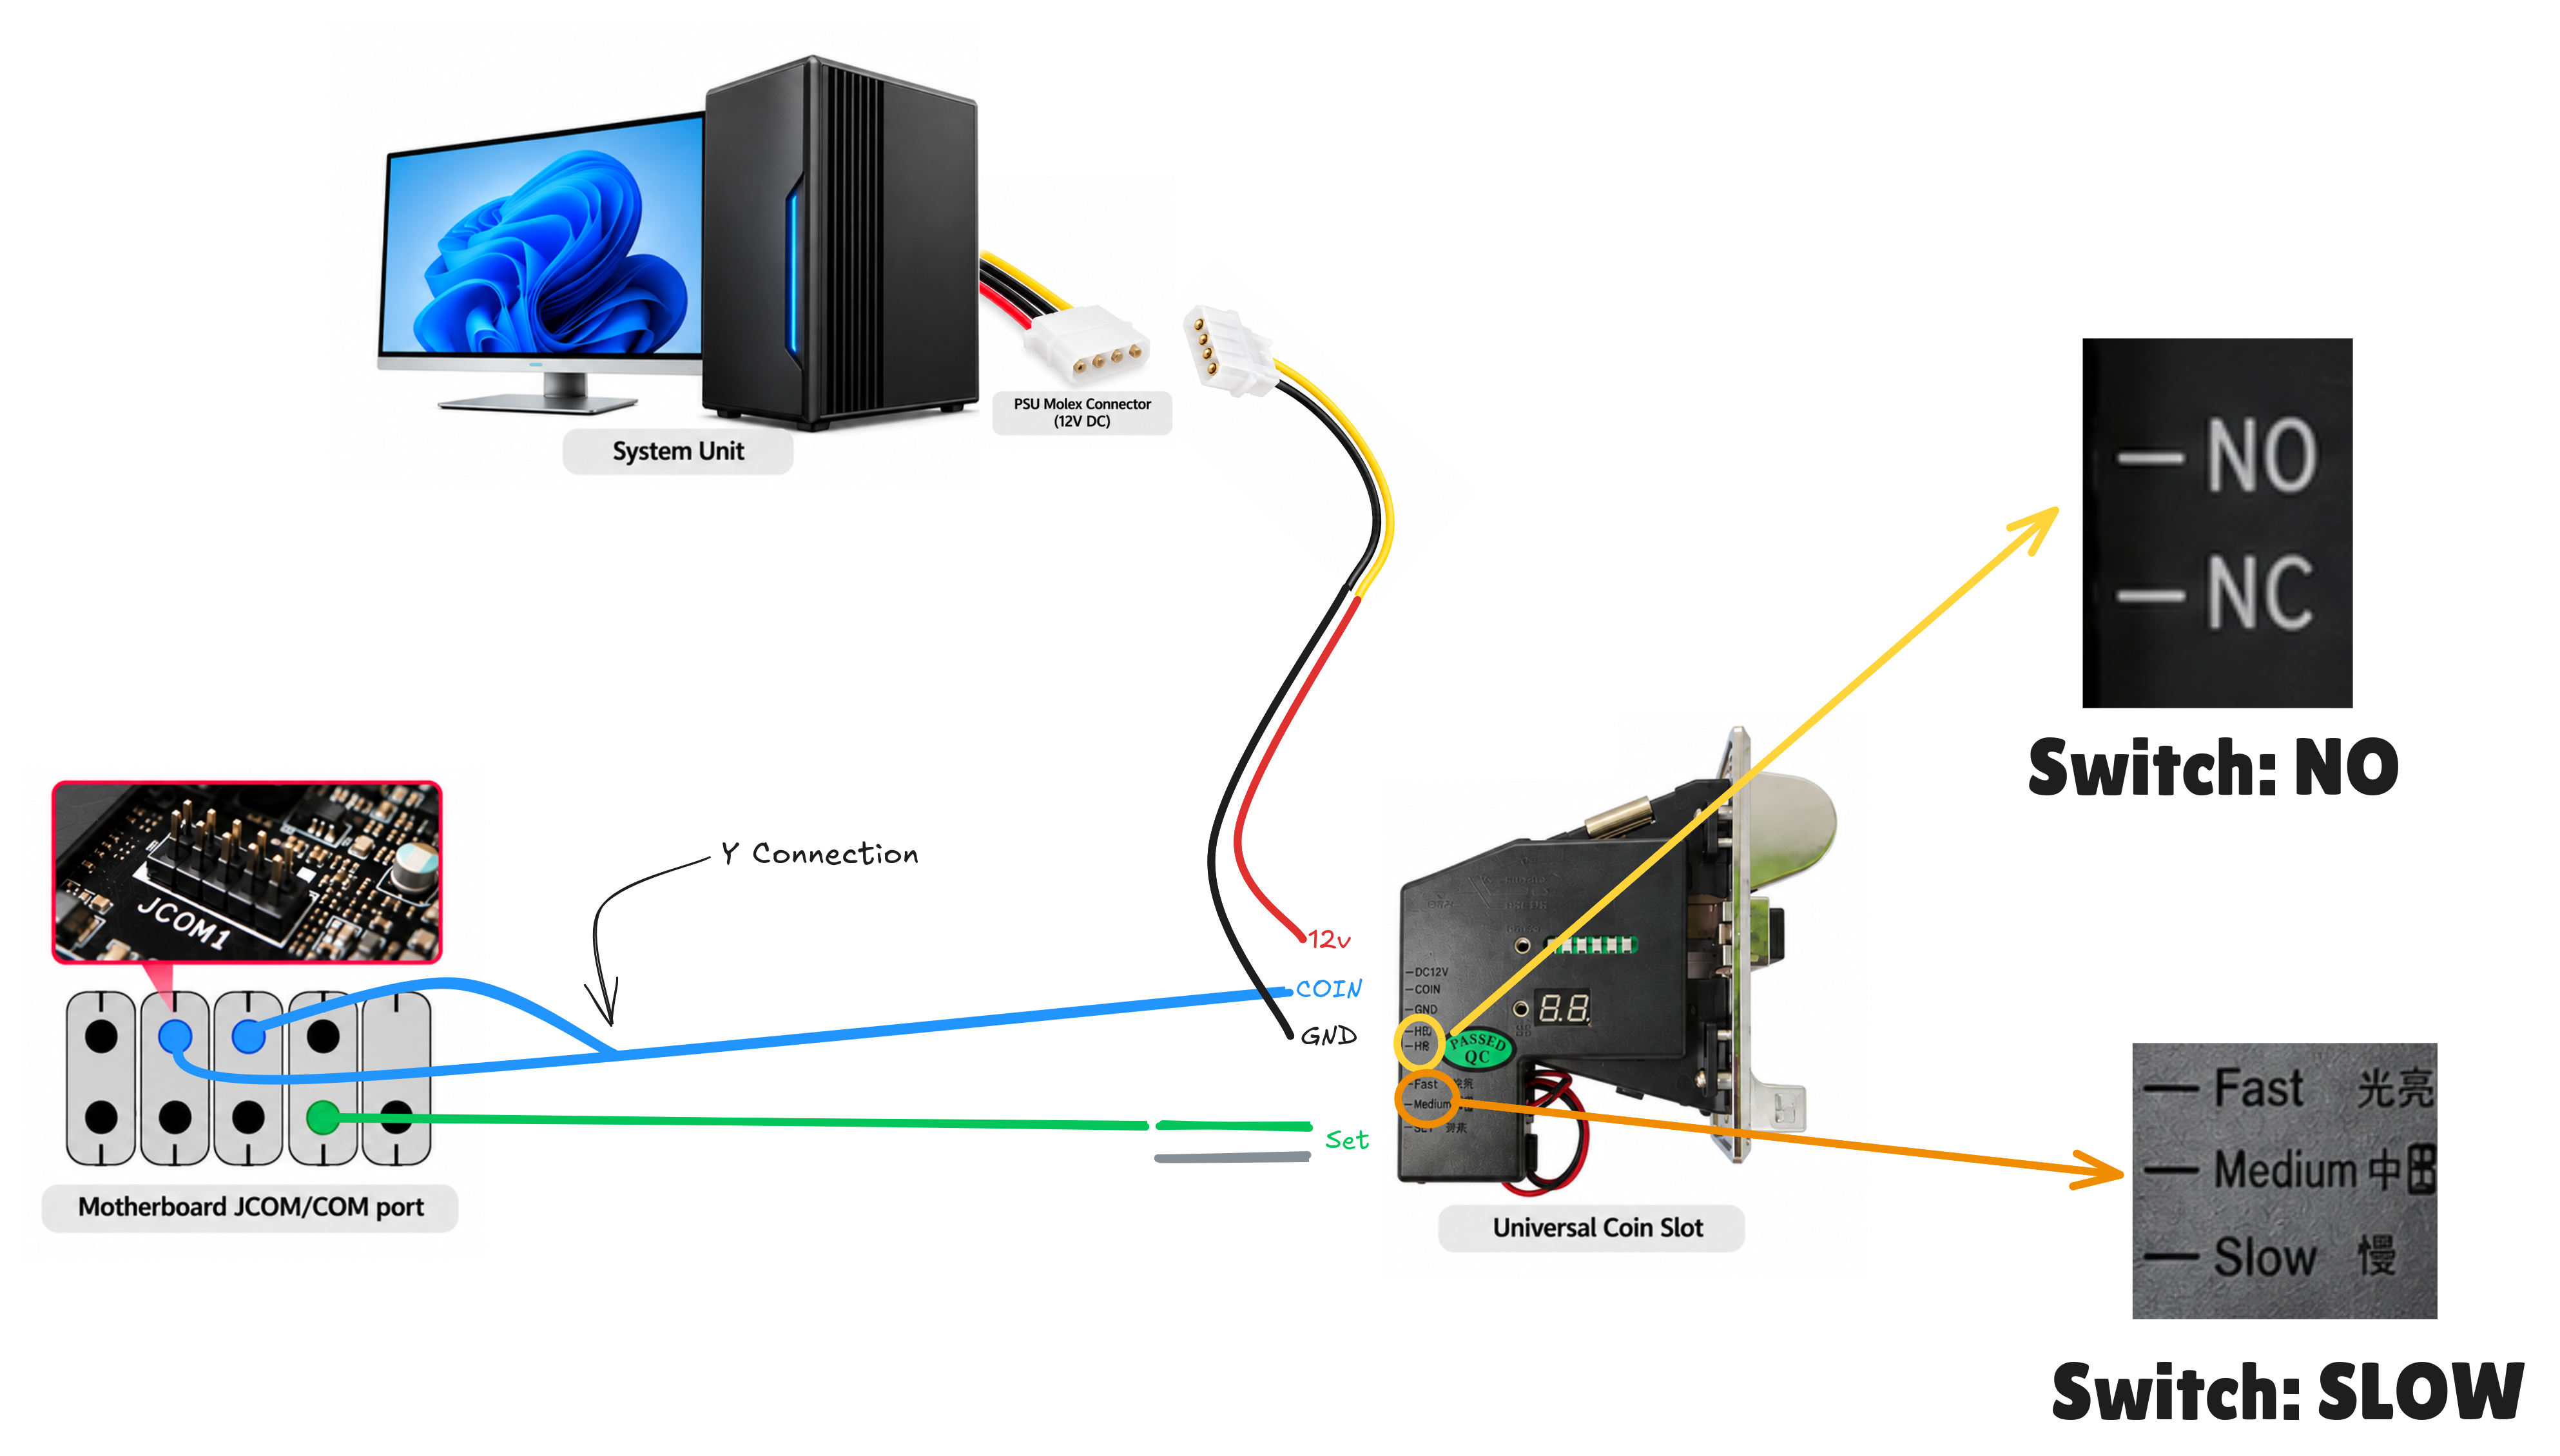 System Unit
PSU Molex Connector
(12V DC)
NO
NC
Switch: NO
Y Connection
JCOM1
12v
COIN
GND
Set
DC12V
COIN
GND
PASSED
QC
Fast
Medium
8.8.
Motherboard JCOM/COM port
Universal Coin Slot
Fast 光亮
Medium 中
Slow 慢
Switch: SLOW